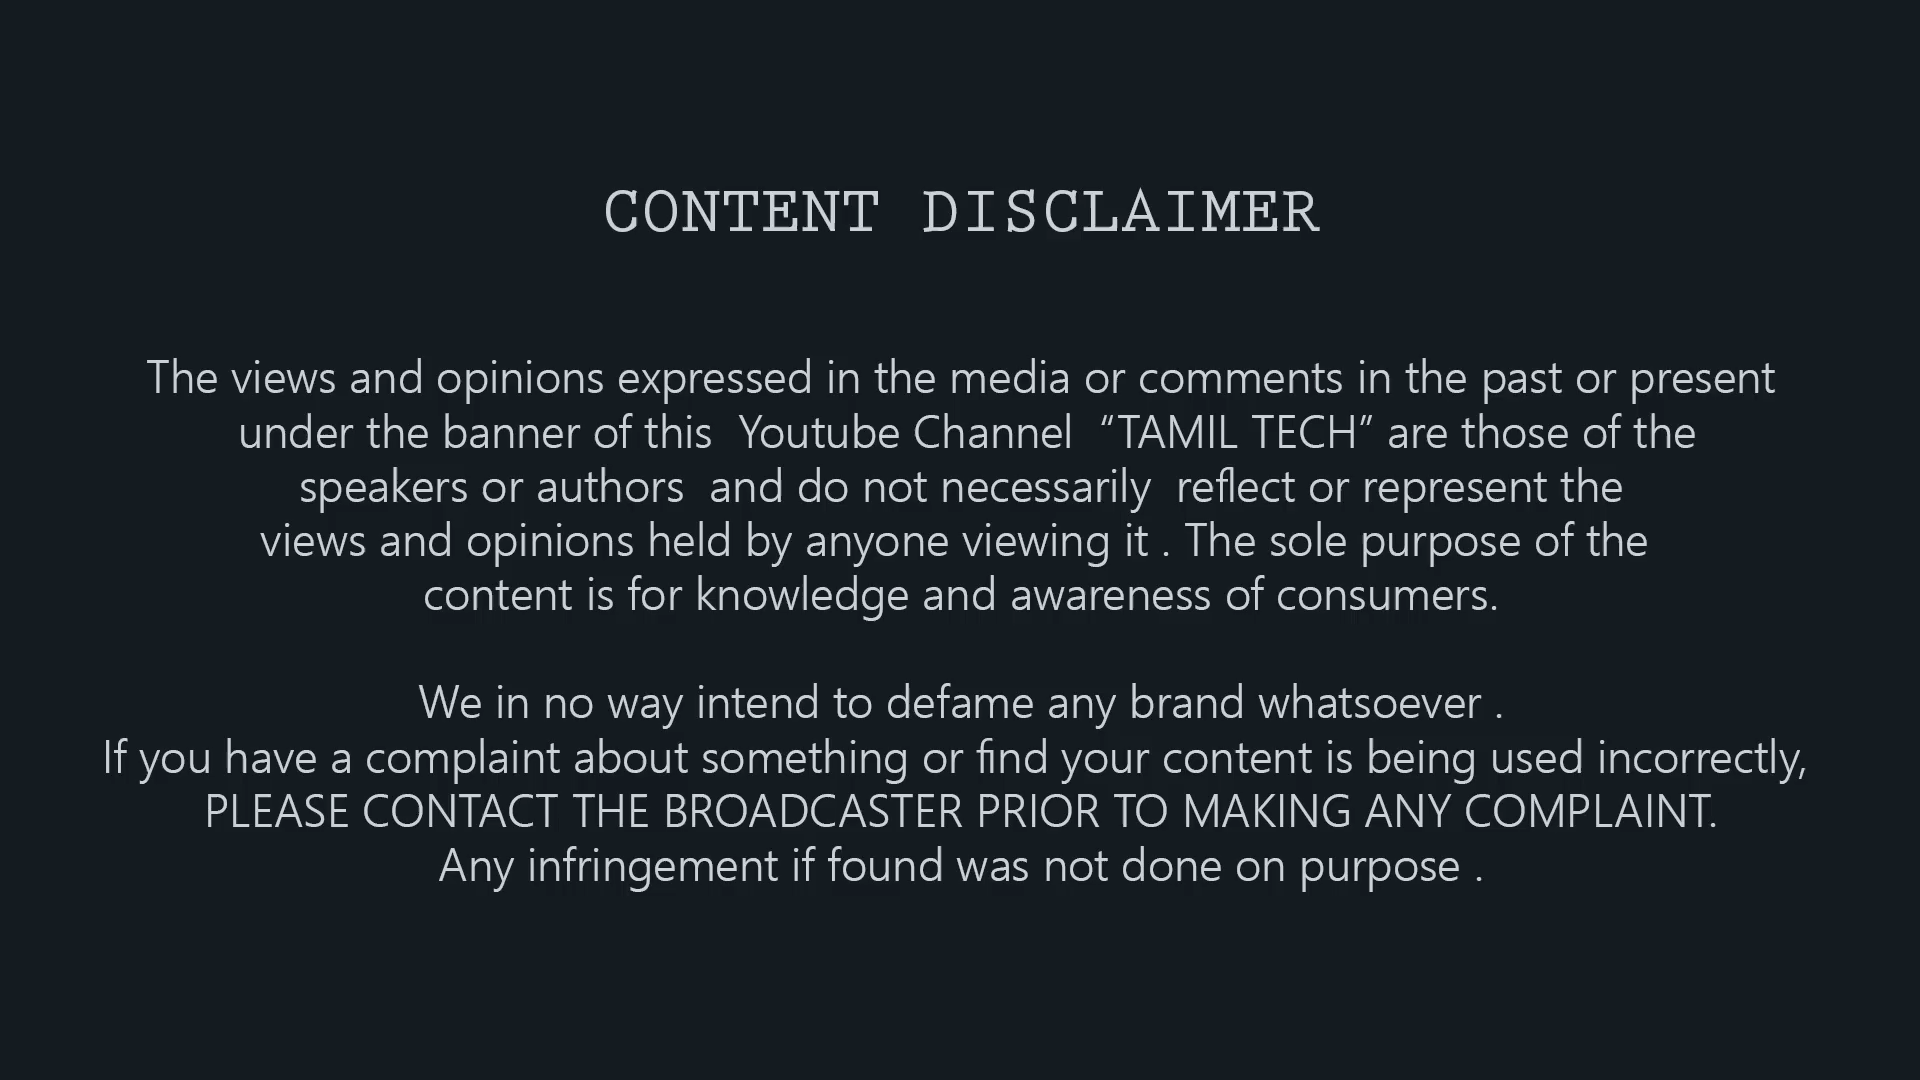 CONTENT DISCLAIMER
The views and opinions expressed in the media or comments in the past or present
under the banner of this Youtube Channel “TAMIL TECH” are those of the
speakers or authors and do not necessarily reflect or represent the
views and opinions held by anyone viewing it . The sole purpose of the
content is for knowledge and awareness of consumers.
We in no way intend to defame any brand whatsoever .
If you have a complaint about something or find your content is being used incorrectly,
PLEASE CONTACT THE BROADCASTER PRIOR TO MAKING ANY COMPLAINT.
Any infringement if found was not done on purpose .